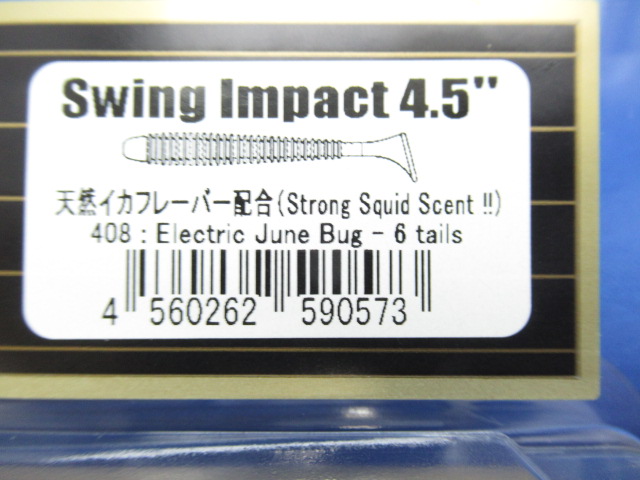 Swing Impact 4.5"
天然イカフレーバー配合(Strong Squid Scent !!)
408 : Electric June Bug - 6 tails
4 560262 590573